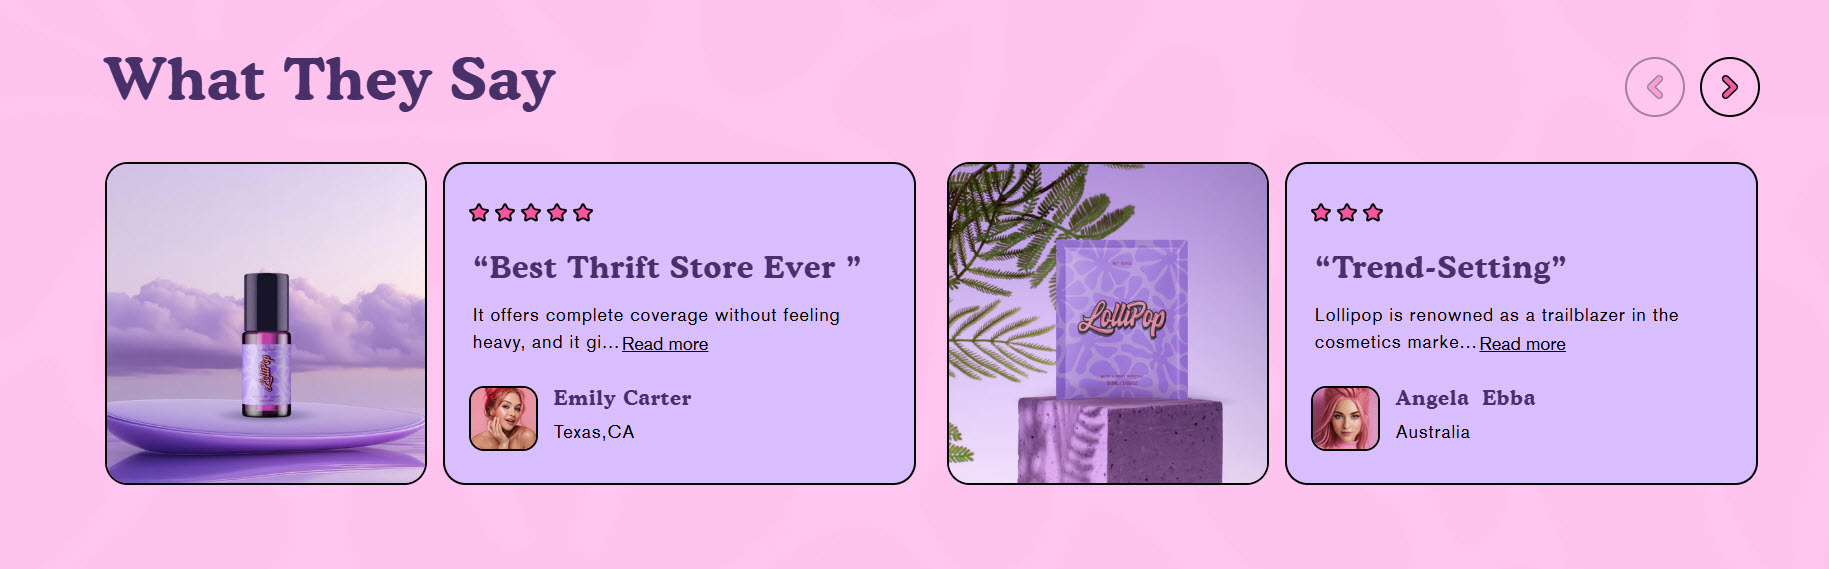 What They Say
“Best Thrift Store Ever ”
It offers complete coverage without feeling
heavy, and it gi... Read more
Emily Carter
Texas,CA
LolliPop
LolliPop
“Trend-Setting”
Lollipop is renowned as a trailblazer in the
cosmetics marke... Read more
Angela  Ebba
Australia